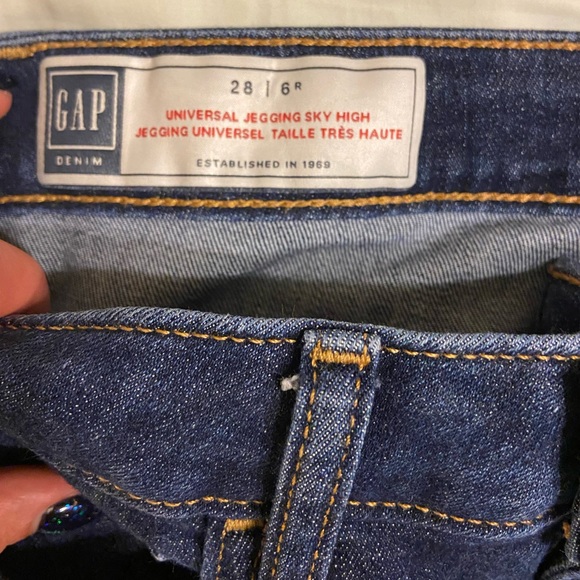 GAP
DENIM
28 | 6R
UNIVERSAL JEGGING SKY HIGH
JEGGING UNIVERSEL TAILLE TRÈS HAUTE
ESTABLISHED IN 1969